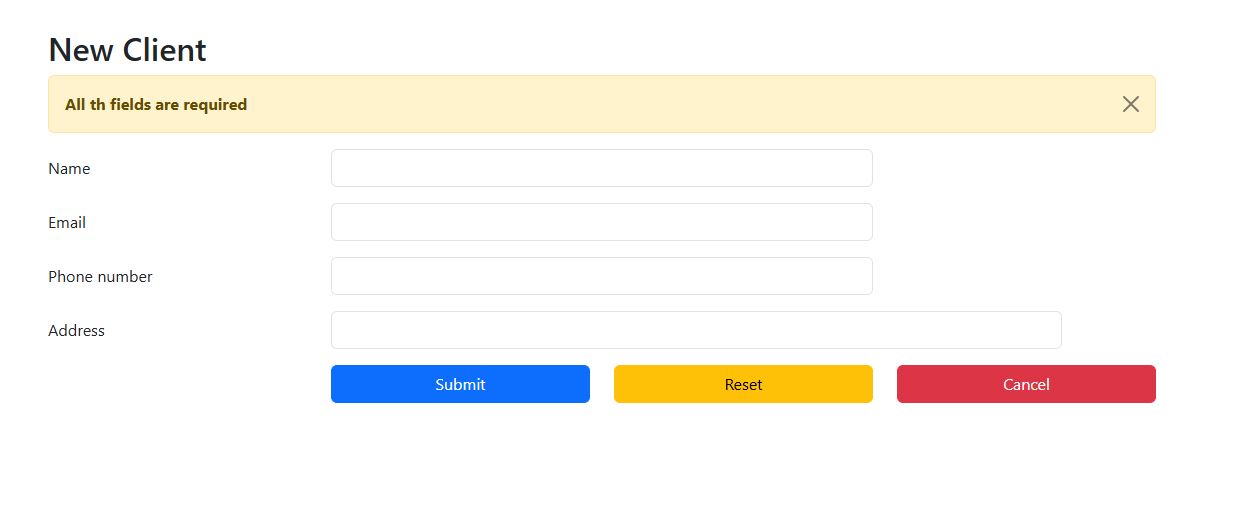 New Client
All th fields are required
Name
Email
Phone number
Address
Submit Reset Cancel